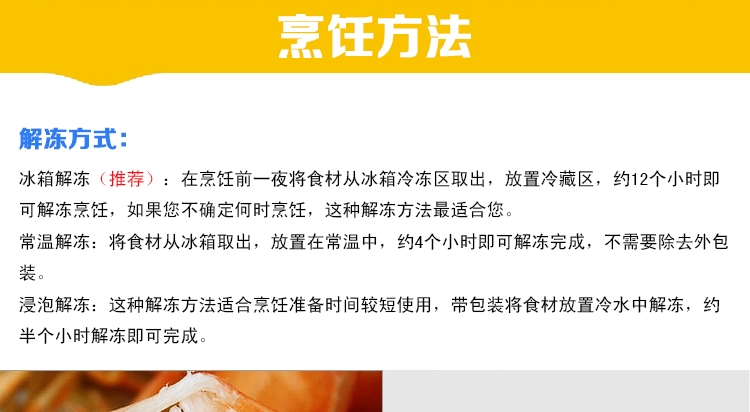 烹饪方法
解冻方式：
冰箱解冻（推荐）：在烹饪前一夜将食材从冰箱冷冻区取出，放置冷藏区，约12个小时即
可解冻烹饪，如果您不确定何时烹饪，这种解冻方法最适合您。
常温解冻：将食材从冰箱取出，放置在常温中，约4个小时即可解冻完成，不需要除去外包
装。
浸泡解冻：这种解冻方法适合烹饪准备时间较短使用，带包装将食材放置冷水中解冻，约
半个小时解冻即可完成。